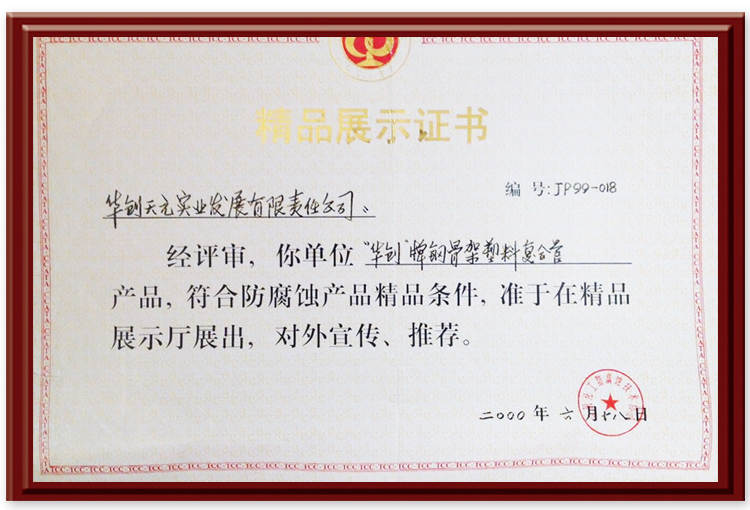 精品展示证书
编 号:JP99-018
华创天元实业发展有限责任公司:
经评审, 你单位 "华创"牌钢骨架塑料复合管
产品, 符合防腐蚀产品精品条件, 准于在精品
展示厅展出, 对外宣传、推荐。
二000 年 六 月 十八 日